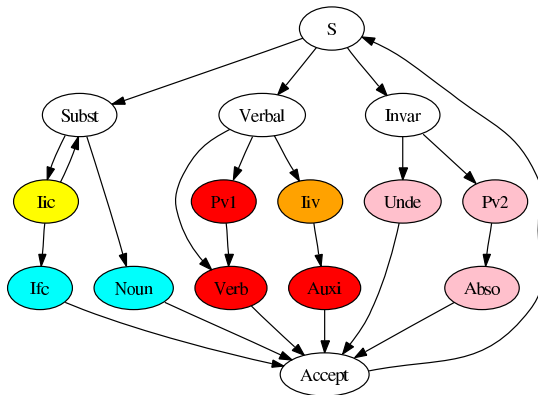 S
Subst
Verbal
Invar
Iic
Pv1
Iiv
Unde
Pv2
Ifc
Noun
Verb
Auxi
Abso
Accept